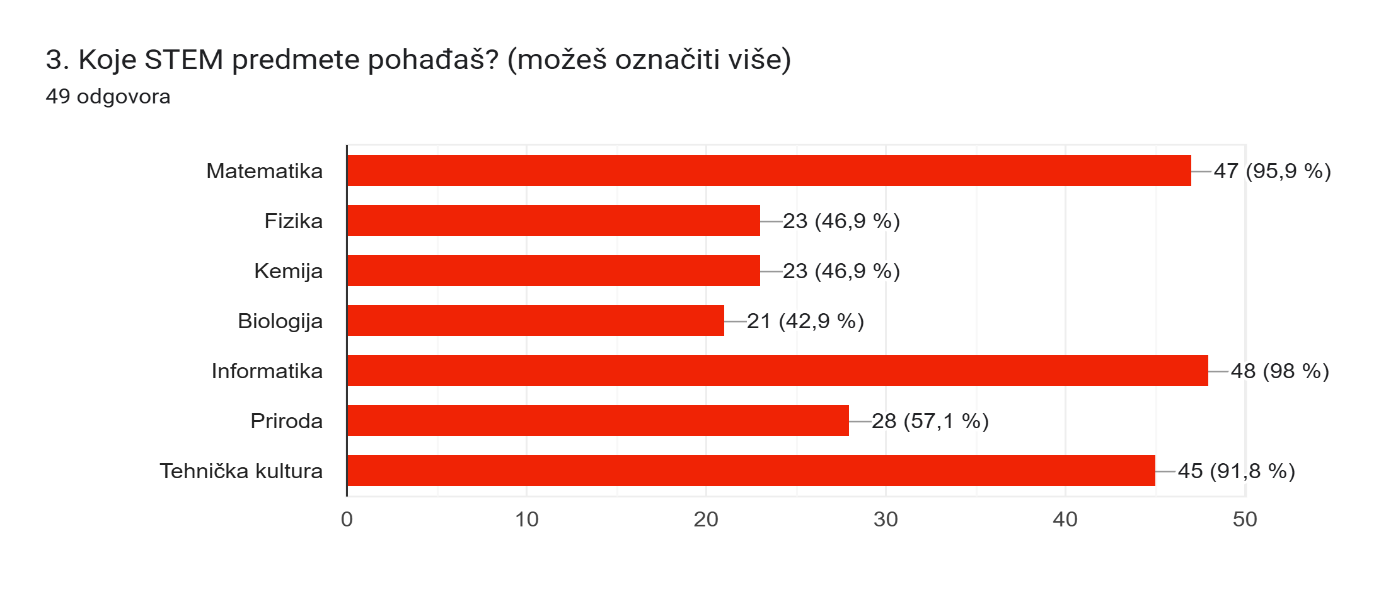 3. Koje STEM predmete pohađaš? (možeš označiti više)
49 odgovora
Matematika 47 (95,9 %)
Fizika 23 (46,9 %)
Kemija 23 (46,9 %)
Biologija 21 (42,9 %)
Informatika 48 (98 %)
Priroda 28 (57,1 %)
Tehnička kultura 45 (91,8 %)
0 10 20 30 40 50